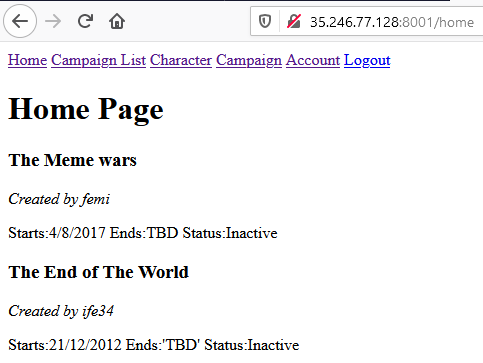 35.246.77.128:8001/home
Home Campaign List Character Campaign Account Logout
Home Page
The Meme wars
Created by femi
Starts:4/8/2017 Ends:TBD Status:Inactive
The End of The World
Created by ife34
Starts:21/12/2012 Ends:'TBD' Status:Inactive